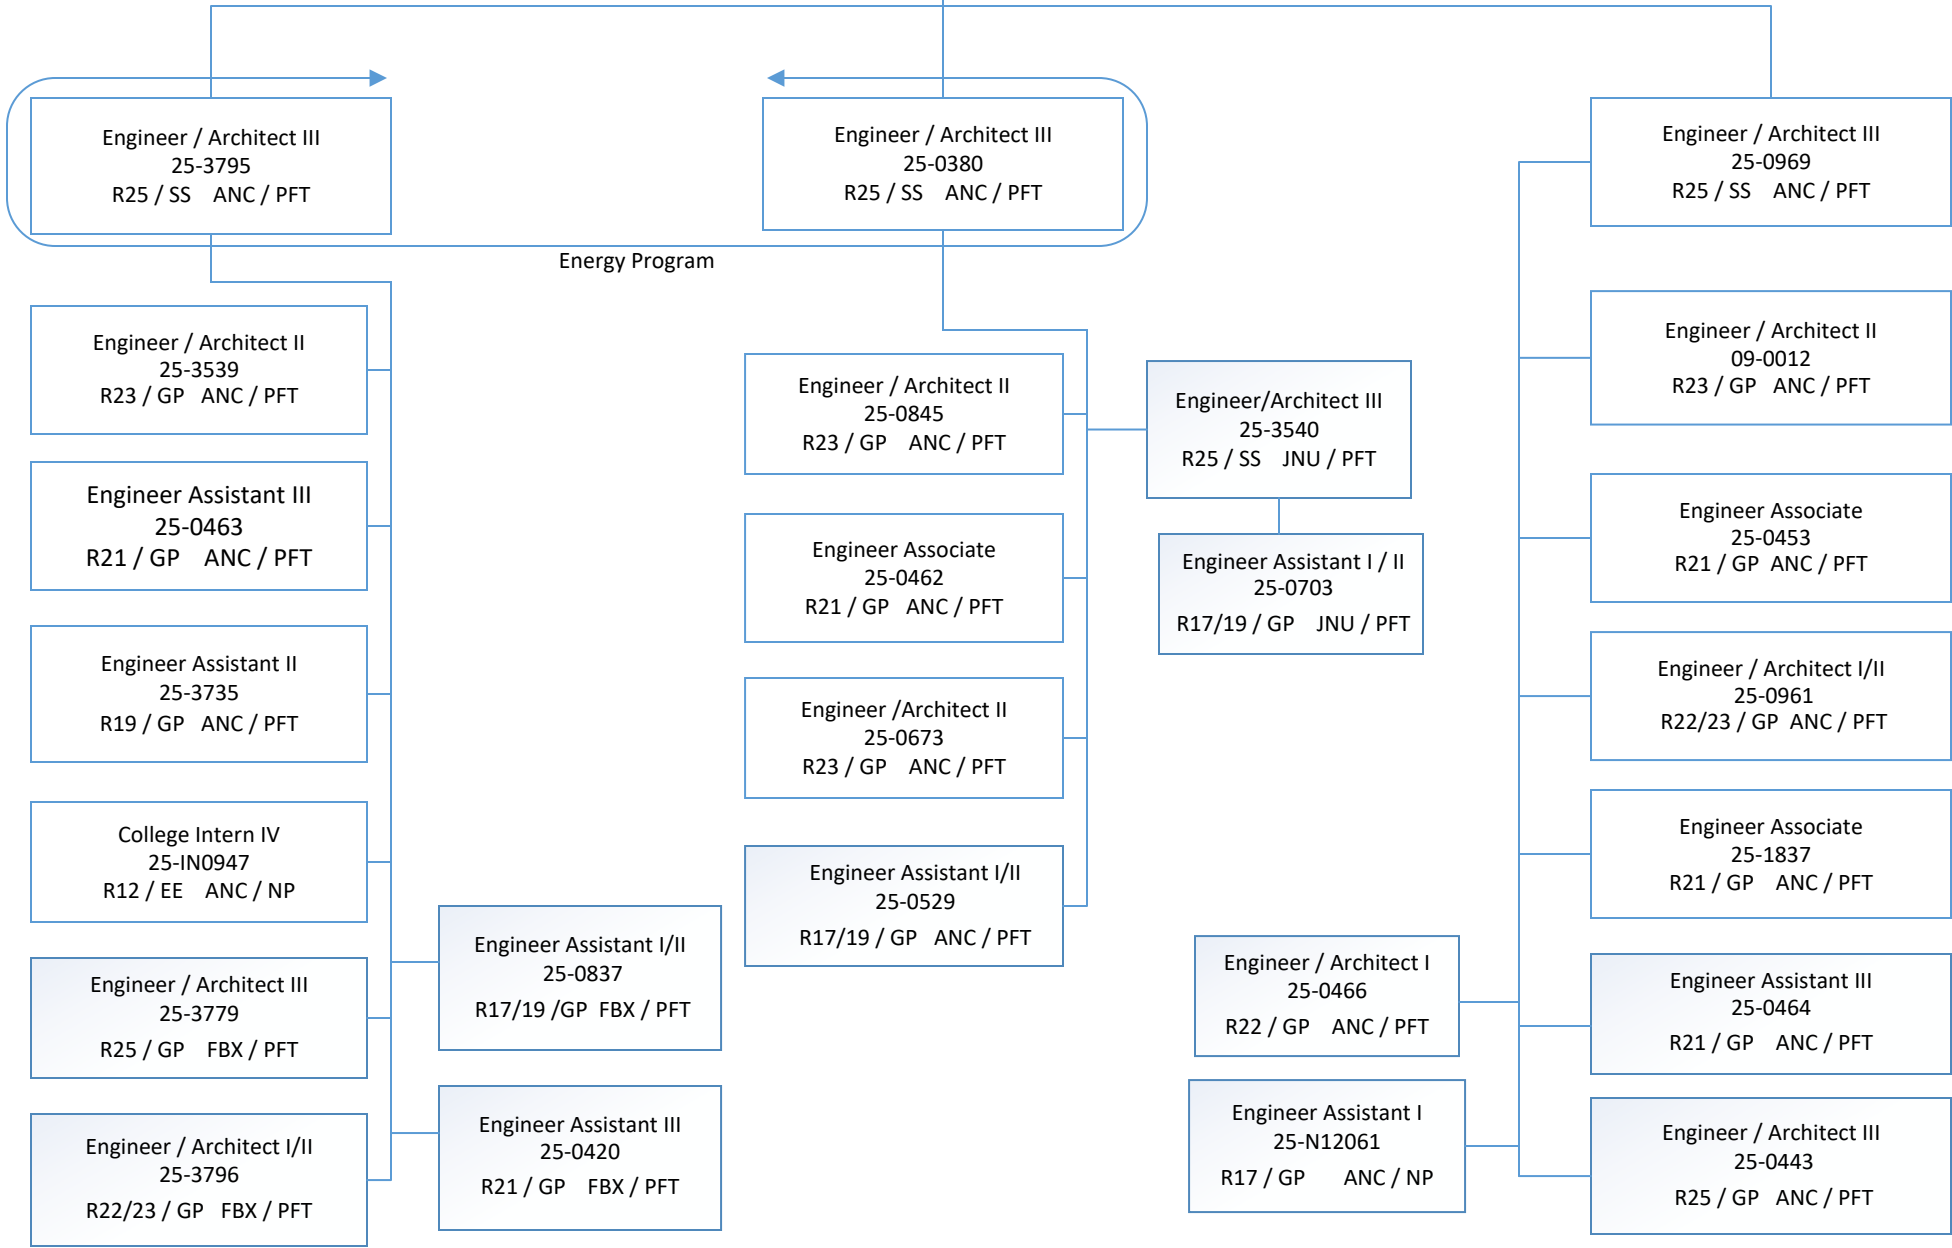 Engineer / Architect III
25-3795
R25 / SS ANC / PFT
Engineer / Architect III
25-0380
R25 / SS ANC / PFT
Engineer / Architect III
25-0969
R25 / SS ANC / PFT
Energy Program
Engineer / Architect II
25-3539
R23 / GP ANC / PFT
Engineer Assistant III
25-0463
R21 / GP ANC / PFT
Engineer Assistant II
25-3735
R19 / GP ANC / PFT
College Intern IV
25-IN0947
R12 / EE ANC / NP
Engineer / Architect III
25-3779
R25 / GP FBX / PFT
Engineer / Architect I/II
25-3796
R22/23 / GP FBX / PFT
Engineer Assistant I/II
25-0837
R17/19 /GP FBX / PFT
Engineer Assistant III
25-0420
R21 / GP FBX / PFT
Engineer / Architect II
25-0845
R23 / GP ANC / PFT
Engineer Associate
25-0462
R21 / GP ANC / PFT
Engineer /Architect II
25-0673
R23 / GP ANC / PFT
Engineer Assistant I/II
25-0529
R17/19 / GP ANC / PFT
Engineer/Architect III
25-3540
R25 / SS JNU / PFT
Engineer Assistant I / II
25-0703
R17/19 / GP JNU / PFT
Engineer / Architect II
09-0012
R23 / GP ANC / PFT
Engineer Associate
25-0453
R21 / GP ANC / PFT
Engineer / Architect I/II
25-0961
R22/23 / GP ANC / PFT
Engineer Associate
25-1837
R21 / GP ANC / PFT
Engineer / Architect I
25-0466
R22 / GP ANC / PFT
Engineer Assistant III
25-0464
R21 / GP ANC / PFT
Engineer Assistant I
25-N12061
R17 / GP ANC / NP
Engineer / Architect III
25-0443
R25 / GP ANC / PFT